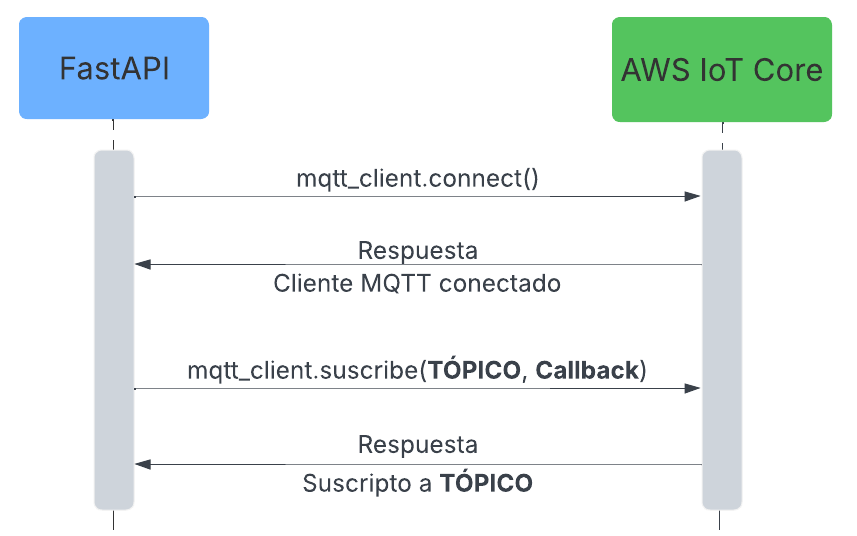 FastAPI
AWS IoT Core
mqtt_client.connect()
Respuesta
Cliente MQTT conectado
mqtt_client.suscribe(TÓPICO, Callback)
Respuesta
Suscripto a TÓPICO